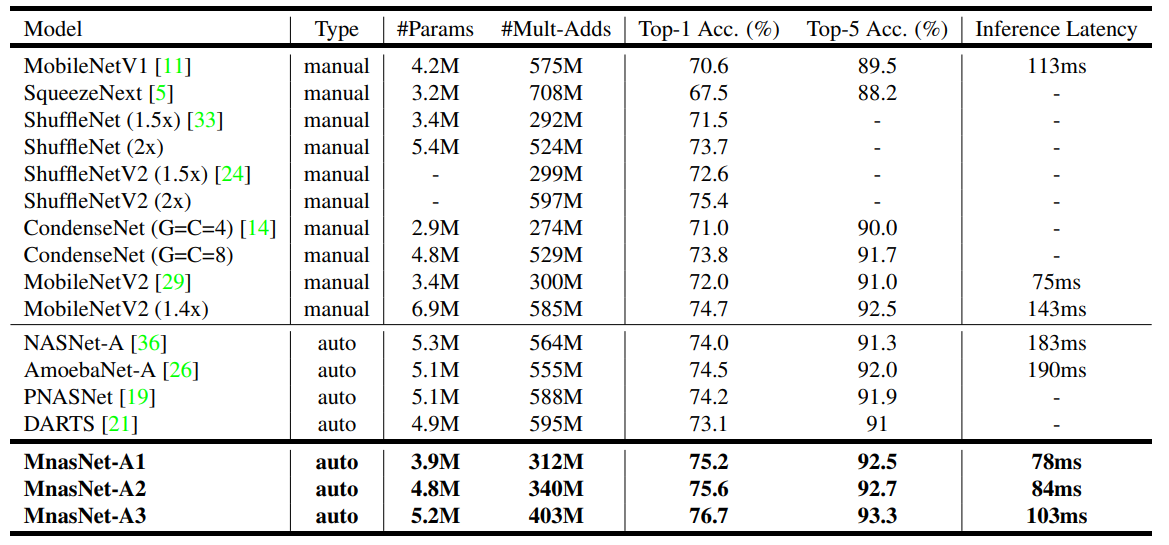 Model Type #Params #Mult-Adds Top-1 Acc. (%) Top-5 Acc. (%) Inference Latency
MobileNetV1 [11] manual 4.2M 575M 70.6 89.5 113ms
SqueezeNext [5] manual 3.2M 708M 67.5 88.2 -
ShuffleNet (1.5x) [33] manual 3.4M 292M 71.5 - -
ShuffleNet (2x) manual 5.4M 524M 73.7 - -
ShuffleNetV2 (1.5x) [24] manual - 299M 72.6 - -
ShuffleNetV2 (2x) manual - 597M 75.4 - -
CondenseNet (G=C=4) [14] manual 2.9M 274M 71.0 90.0 -
CondenseNet (G=C=8) manual 4.8M 529M 73.8 91.7 -
MobileNetV2 [29] manual 3.4M 300M 72.0 91.0 75ms
MobileNetV2 (1.4x) manual 6.9M 585M 74.7 92.5 143ms
NASNet-A [36] auto 5.3M 564M 74.0 91.3 183ms
AmoebaNet-A [26] auto 5.1M 555M 74.5 92.0 190ms
PNASNet [19] auto 5.1M 588M 74.2 91.9 -
DARTS [21] auto 4.9M 595M 73.1 91 -
MnasNet-A1 auto 3.9M 312M 75.2 92.5 78ms
MnasNet-A2 auto 4.8M 340M 75.6 92.7 84ms
MnasNet-A3 auto 5.2M 403M 76.7 93.3 103ms